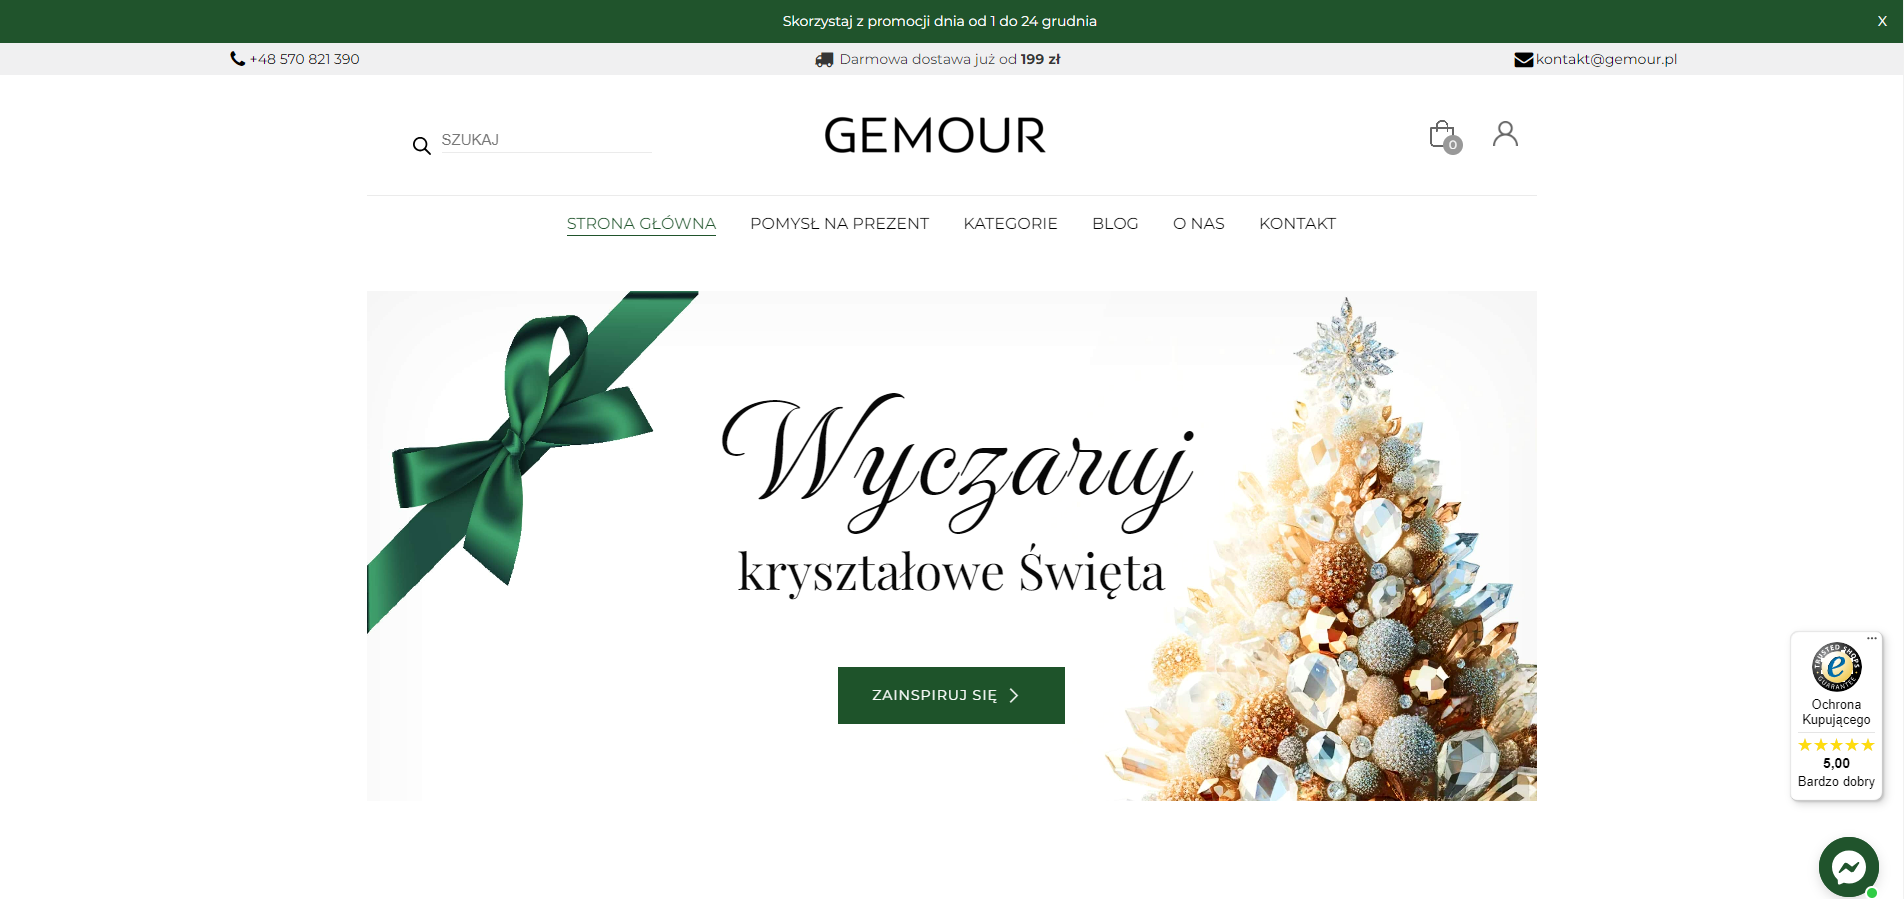 Skorzystaj z promocji dnia od 1 do 24 grudnia X
+48 570 821 390 Darmowa dostawa już od 199 zł kontakt@gemour.pl
SZUKAJ GEMOUR 0
STRONA GŁÓWNA POMYSŁ NA PREZENT KATEGORIE BLOG O NAS KONTAKT
Wyczaruj
kryształowe Święta
ZAINSPIRUJ SIĘ
TRUSTED SHOPS
e
GUARANTEE
Ochrona
Kupującego
5,00
Bardzo dobry